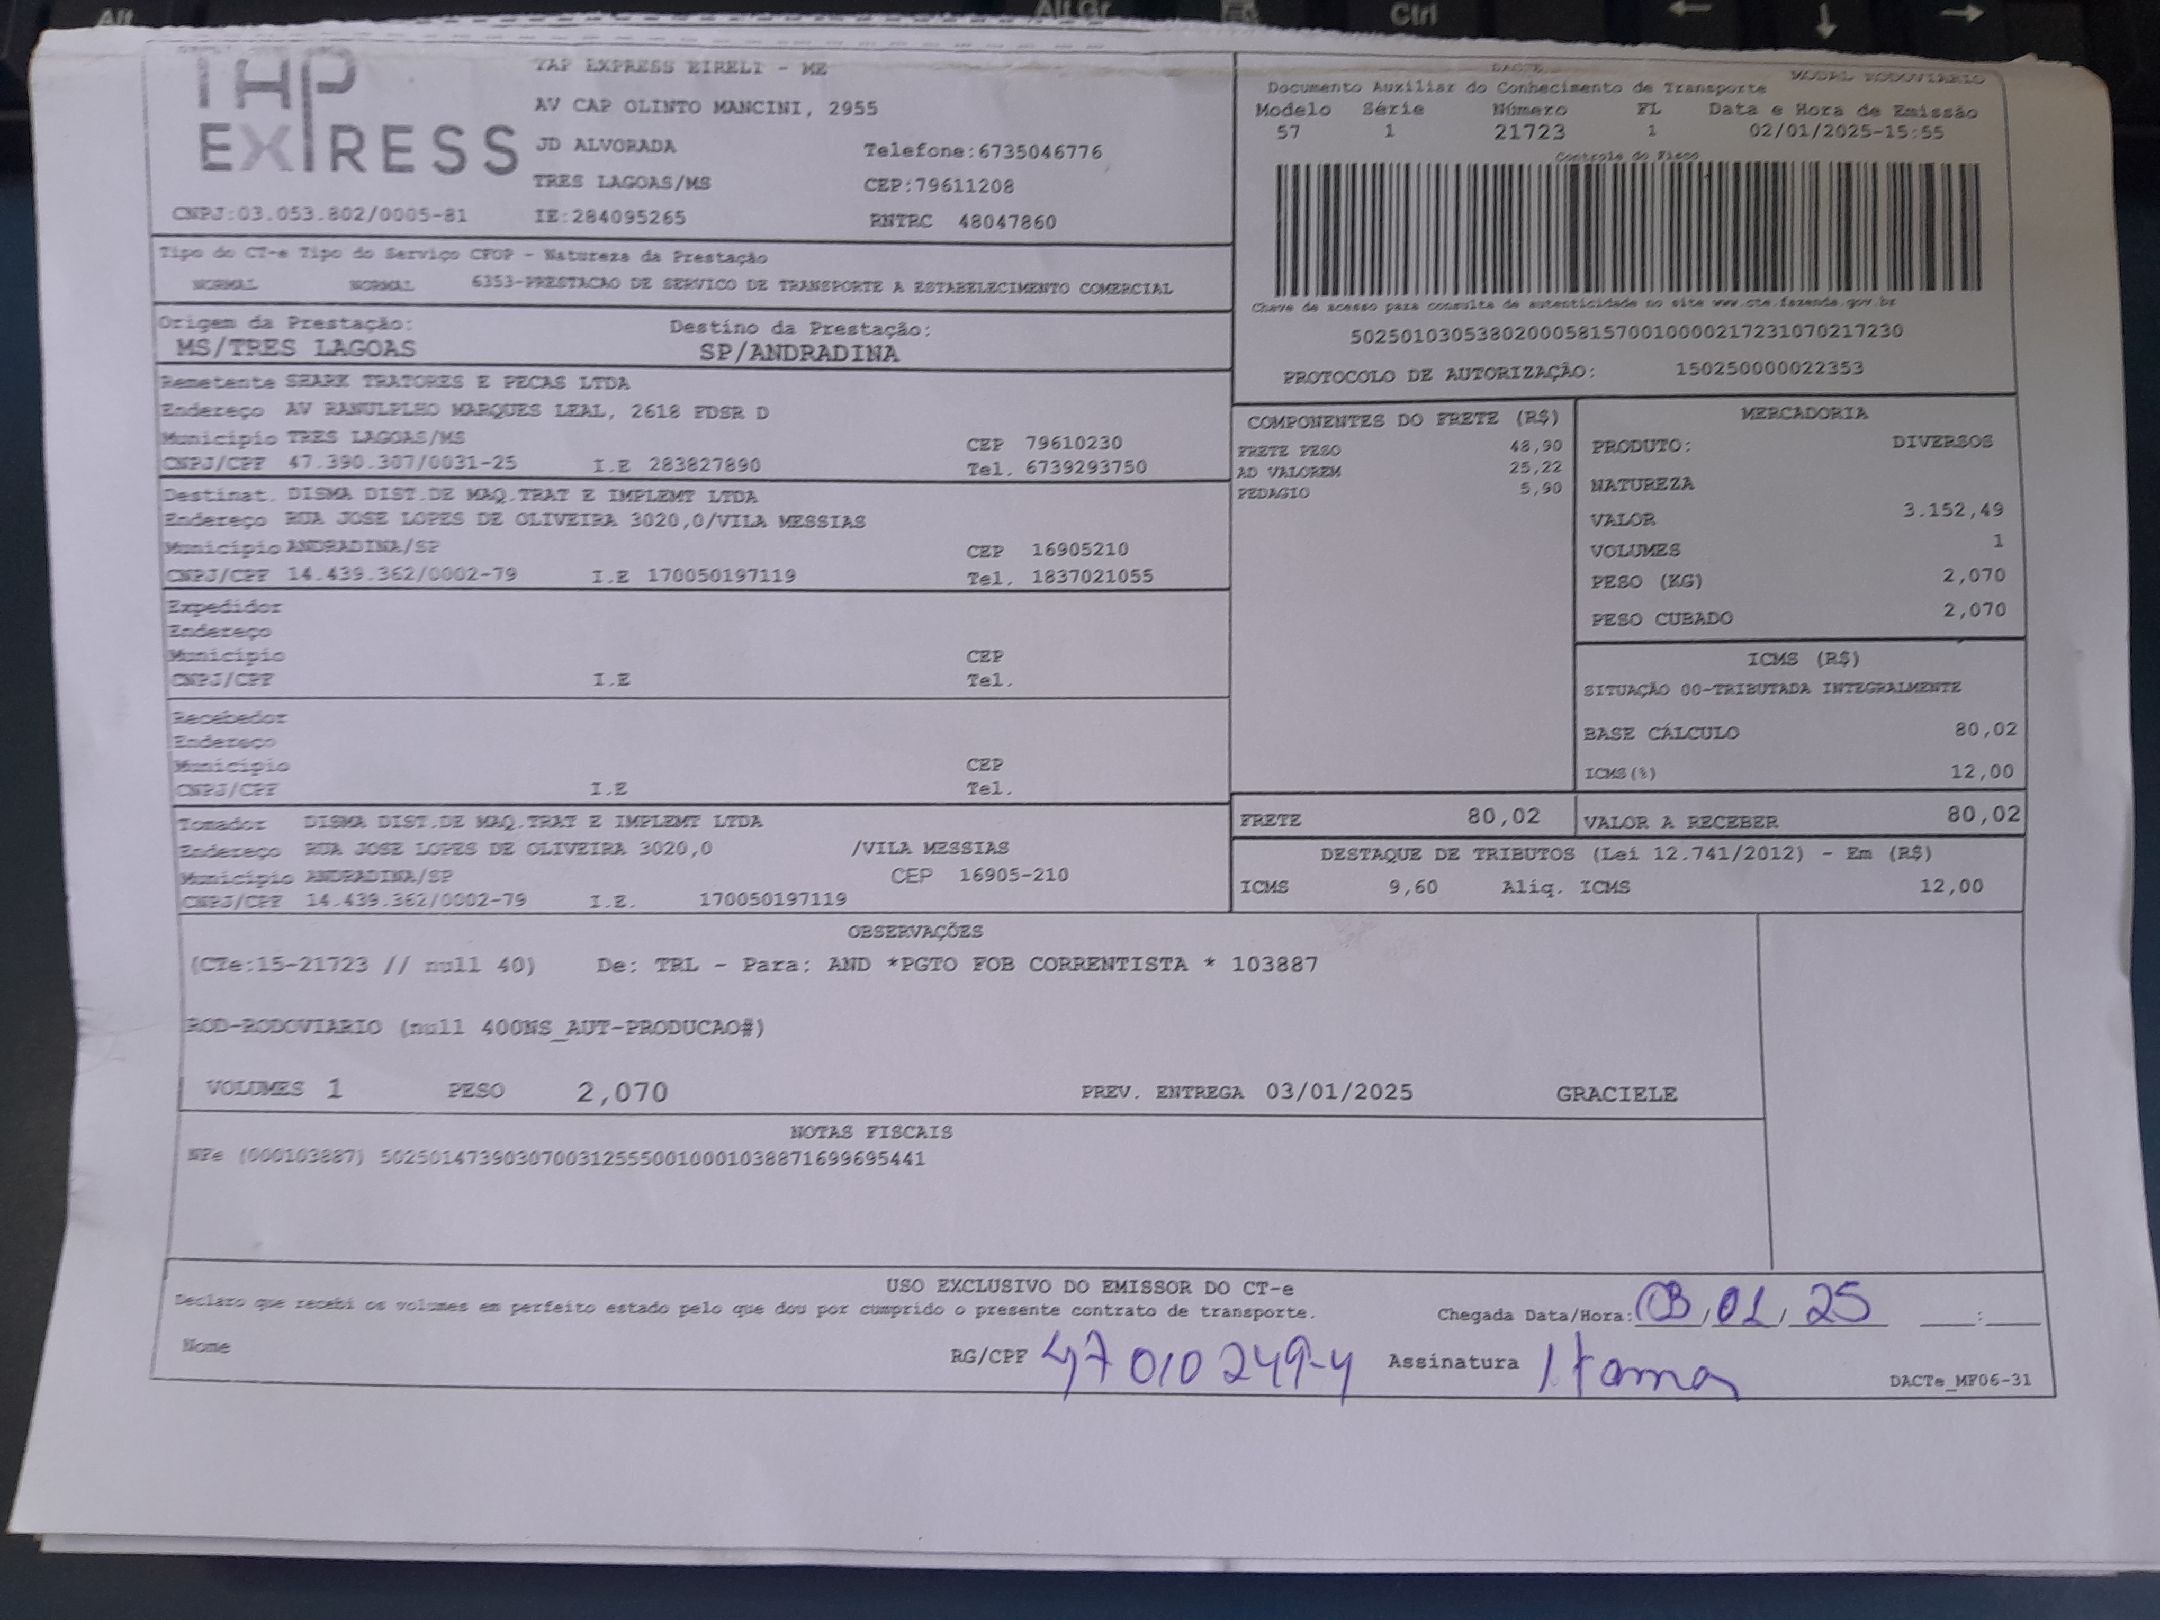 Alt
Alt Gr
Ctrl
TAP
EXPRESS
CNPJ:03.053.802/0005-81
TAP EXPRESS EIRELI - ME
AV CAP OLINTO MANCINI, 2955
JD ALVORADA Telefone:6735046776
TRES LAGOAS/MS CEP:79611208
IE:284095265 RNTRC 48047860
DACTE MODAL RODOVIARIO
Documento Auxiliar do Conhecimento de Transporte
Modelo Série Número FL Data e Hora de Emissão
57 1 21723 1 02/01/2025-15:55
Controle do Fisco
Chave de acesso para consulta de autenticidade no site www.cte.fazenda.gov.br
50250103053802000581570010000217231070217230
PROTOCOLO DE AUTORIZAÇÃO: 150250000022353
Tipo do CT-e Tipo do Serviço CFOP - Natureza da Prestação
NORMAL NORMAL 6353-PRESTACAO DE SERVICO DE TRANSPORTE A ESTABELECIMENTO COMERCIAL
Origem da Prestação: Destino da Prestação:
MS/TRES LAGOAS SP/ANDRADINA
Remetente SHARK TRATORES E PECAS LTDA
Endereço AV RANULPLHO MARQUES LEAL, 2618 FDSR D
Município TRES LAGOAS/MS CEP 79610230
CNPJ/CPF 47.390.307/0031-25 I.E 283827890 Tel. 6739293750
Destinat. DISMA DIST.DE MAQ.TRAT E IMPLEMT LTDA
Endereço RUA JOSE LOPES DE OLIVEIRA 3020,0/VILA MESSIAS
Município ANDRADINA/SP CEP 16905210
CNPJ/CPF 14.439.362/0002-79 I.E 170050197119 Tel. 1837021055
Expedidor
Endereço
Município CEP
CNPJ/CPF I.E Tel.
Recebedor
Endereço
Município CEP
CNPJ/CPF I.E Tel.
Tomador DISMA DIST.DE MAQ.TRAT E IMPLEMT LTDA
Endereço RUA JOSE LOPES DE OLIVEIRA 3020,0 /VILA MESSIAS
Município ANDRADINA/SP CEP 16905-210
CNPJ/CPF 14.439.362/0002-79 I.E. 170050197119
COMPONENTES DO FRETE (R$)
FRETE PESO 48,90
AD VALOREM 25,22
PEDAGIO 5,90
MERCADORIA
PRODUTO: DIVERSOS
NATUREZA
VALOR 3.152,49
VOLUMES 1
PESO (KG) 2,070
PESO CUBADO 2,070
ICMS (R$)
SITUAÇÃO 00-TRIBUTADA INTEGRALMENTE
BASE CÁLCULO 80,02
ICMS(%) 12,00
FRETE 80,02 VALOR A RECEBER 80,02
DESTAQUE DE TRIBUTOS (Lei 12.741/2012) - Em (R$)
ICMS 9,60 Aliq. ICMS 12,00
OBSERVAÇÕES
(CTe:15-21723 // null 40) De: TRL - Para: AND *PGTO FOB CORRENTISTA * 103887
ROD-RODOVIARIO (null 400NS_AUT-PRODUCAO#)
VOLUMES 1 PESO 2,070 PREV. ENTREGA 03/01/2025 GRACIELE
NOTAS FISCAIS
NFe (000103887) 50250147390307003125550010001038871699695441
USO EXCLUSIVO DO EMISSOR DO CT-e
Declaro que recebi os volumes em perfeito estado pelo que dou por cumprido o presente contrato de transporte. Chegada Data/Hora: 03/01/25 :
Nome RG/CPF 47010249-4 Assinatura Itamar
DACTe_MF06-31